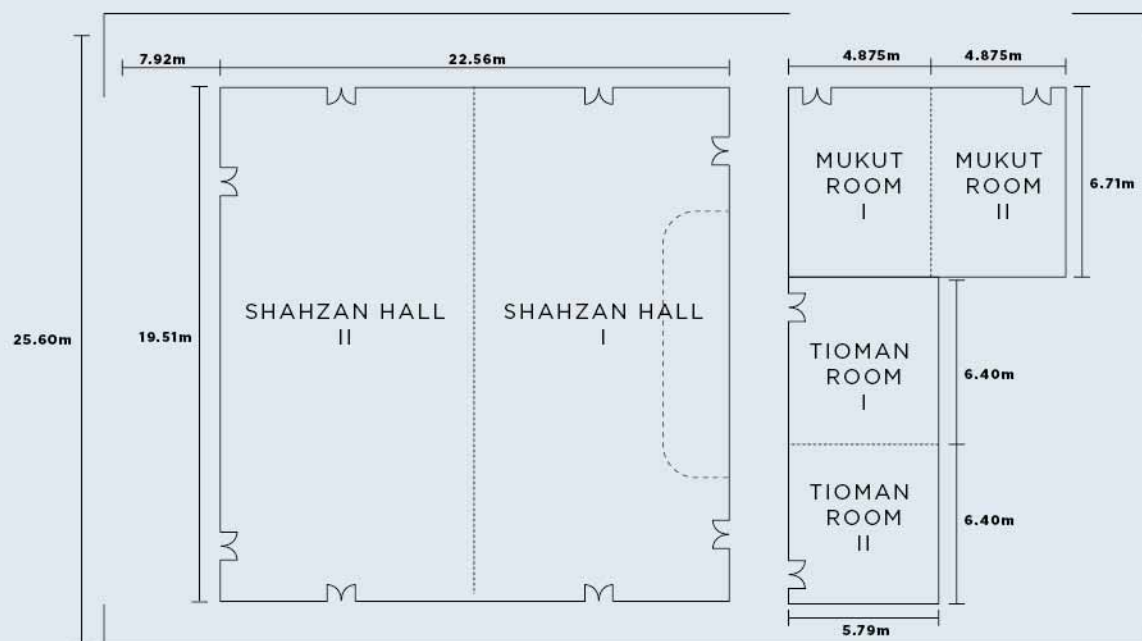 7.92m
22.56m
4.875m
4.875m
MUKUT
ROOM
I
MUKUT
ROOM
II
6.71m
25.60m
19.51m
SHAHZAN HALL
II
SHAHZAN HALL
I
TIOMAN
ROOM
I
6.40m
TIOMAN
ROOM
II
6.40m
5.79m